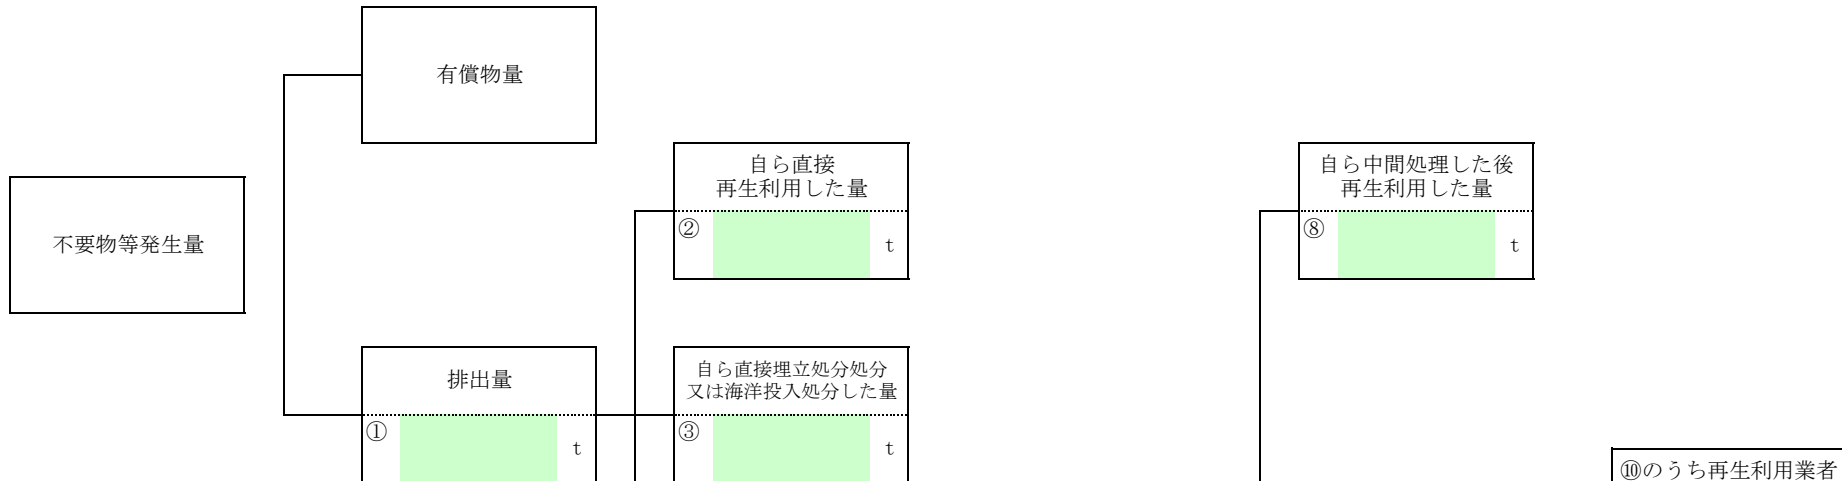 有償物量
不要物等発生量
自ら直接
再生利用した量
②
t
自ら中間処理した後
再生利用した量
⑧
t
排出量
①
t
自ら直接埋立処分処分
又は海洋投入処分した量
③
t
⑩のうち再生利用業者